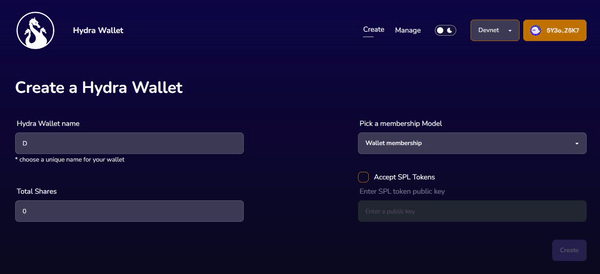 Hydra Wallet
Create
Manage
Devnet
5Y3o..Z5K7
Create a Hydra Wallet
Hydra Wallet name
D
* choose a unique name for your wallet
Total Shares
0
Pick a membership Model
Wallet membership
Accept SPL Tokens
Enter SPL token public key
Enter a public key
Create